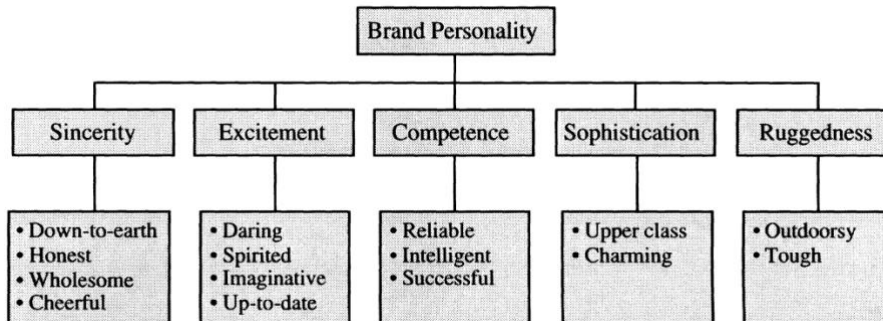 Brand Personality
Sincerity
Excitement
Competence
Sophistication
Ruggedness
• Down-to-earth
• Honest
• Wholesome
• Cheerful
• Daring
• Spirited
• Imaginative
• Up-to-date
• Reliable
• Intelligent
• Successful
• Upper class
• Charming
• Outdoorsy
• Tough